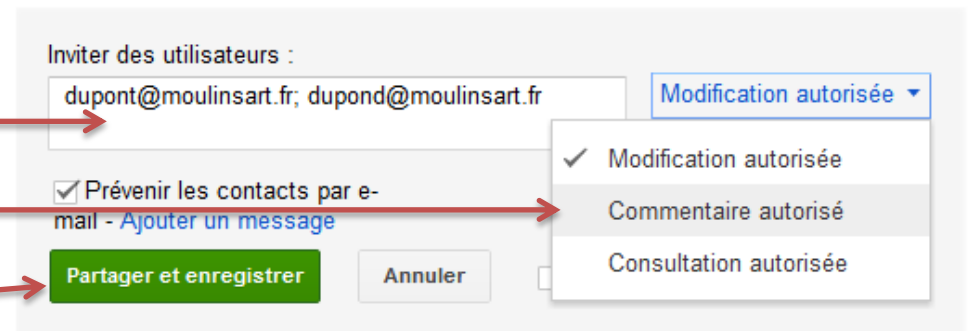 Inviter des utilisateurs :
dupont@moulinsart.fr; dupond@moulinsart.fr
Modification autorisée
Modification autorisée
Commentaire autorisé
Consultation autorisée
Prévenir les contacts par e-
mail - Ajouter un message
Partager et enregistrer
Annuler